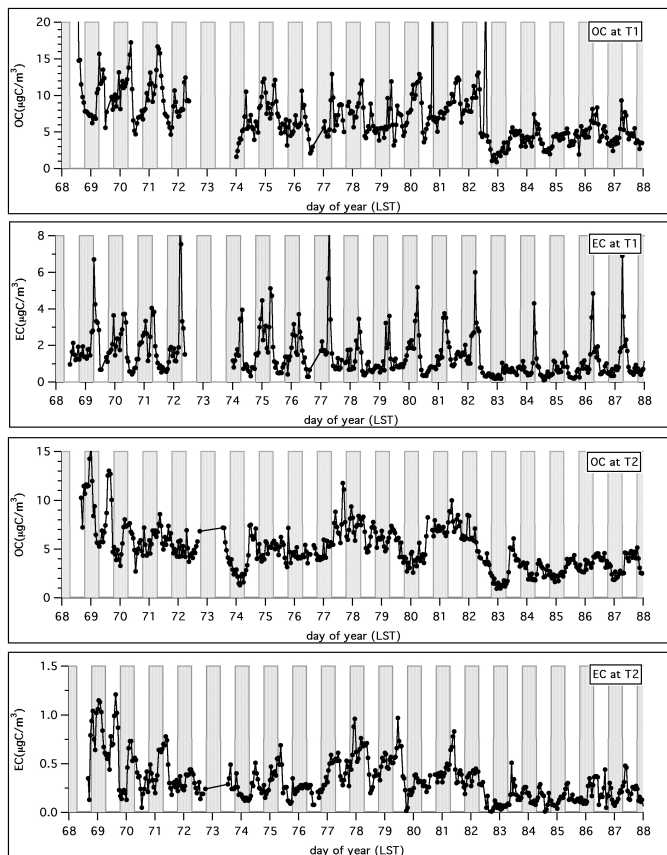 OC at T1
OC(μgC/m³)
20
15
10
5
0
68 69 70 71 72 73 74 75 76 77 78 79 80 81 82 83 84 85 86 87 88
day of year (LST)
EC at T1
EC(μgC/m³)
8
6
4
2
0
68 69 70 71 72 73 74 75 76 77 78 79 80 81 82 83 84 85 86 87 88
day of year (LST)
OC at T2
OC(μgC/m³)
15
10
5
0
68 69 70 71 72 73 74 75 76 77 78 79 80 81 82 83 84 85 86 87 88
day of year (LST)
EC at T2
EC(μgC/m³)
1.5
1.0
0.5
0.0
68 69 70 71 72 73 74 75 76 77 78 79 80 81 82 83 84 85 86 87 88
day of year (LST)